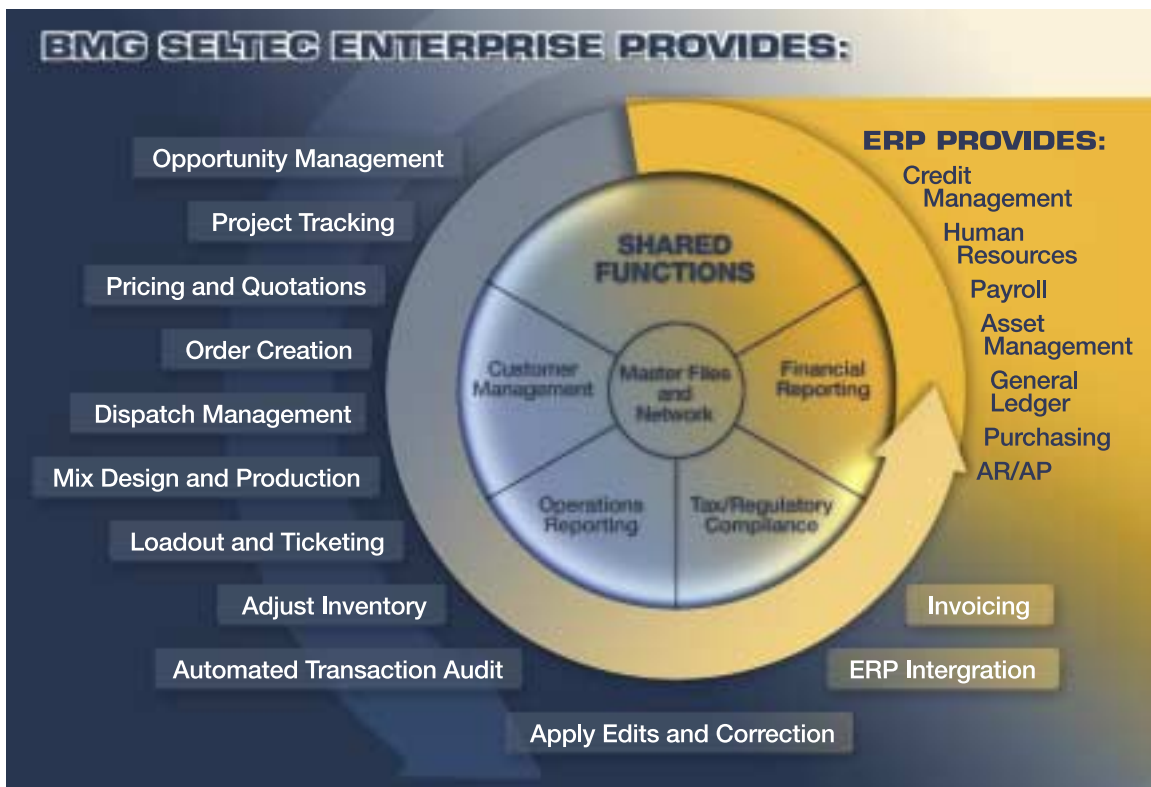 BMG SELTEC ENTERPRISE PROVIDES:
Opportunity Management
Project Tracking
Pricing and Quotations
Order Creation
Dispatch Management
Mix Design and Production
Loadout and Ticketing
Adjust Inventory
Automated Transaction Audit
Apply Edits and Correction
ERP Intergration
Invoicing
SHARED
FUNCTIONS
Customer
Management
Master Files
and
Network
Financial
Reporting
Operations
Reporting
Tax/Regulatory
Compliance
ERP PROVIDES:
Credit
Management
Human
Resources
Payroll
Asset
Management
General
Ledger
Purchasing
AR/AP